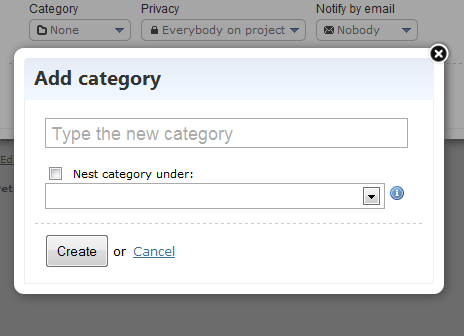 Category Privacy Notify by email
None Everybody on project Nobody
Add category
Type the new category
Nest category under:
Create or Cancel